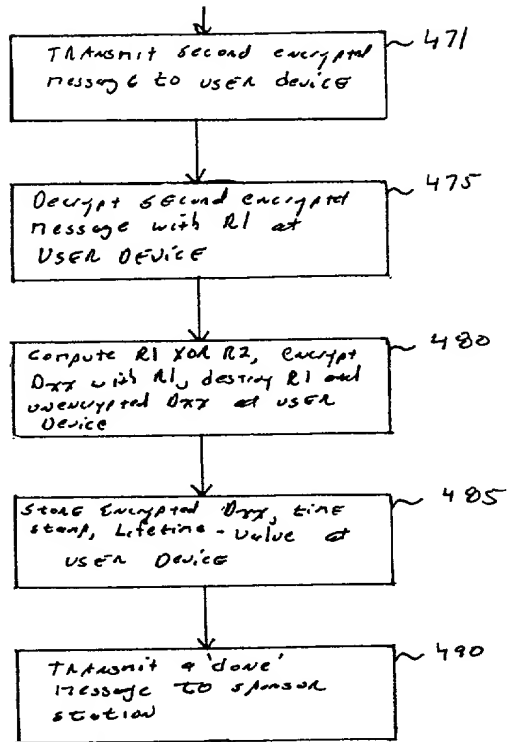 TRANSmit second encrypted
message to user device
471
Decrypt second encrypted
message with R1 at
USER DEVICE
475
compute R1 XOR R2, encrypt
Dxx with R1, destroy R1 and
unencrypted Dxx at user
Device
480
STORE Encrypted Dxx, time
stamp, Lifetime-value at
USER DEVICE
485
TRANSmit a 'done'
message to sponsor
station
490